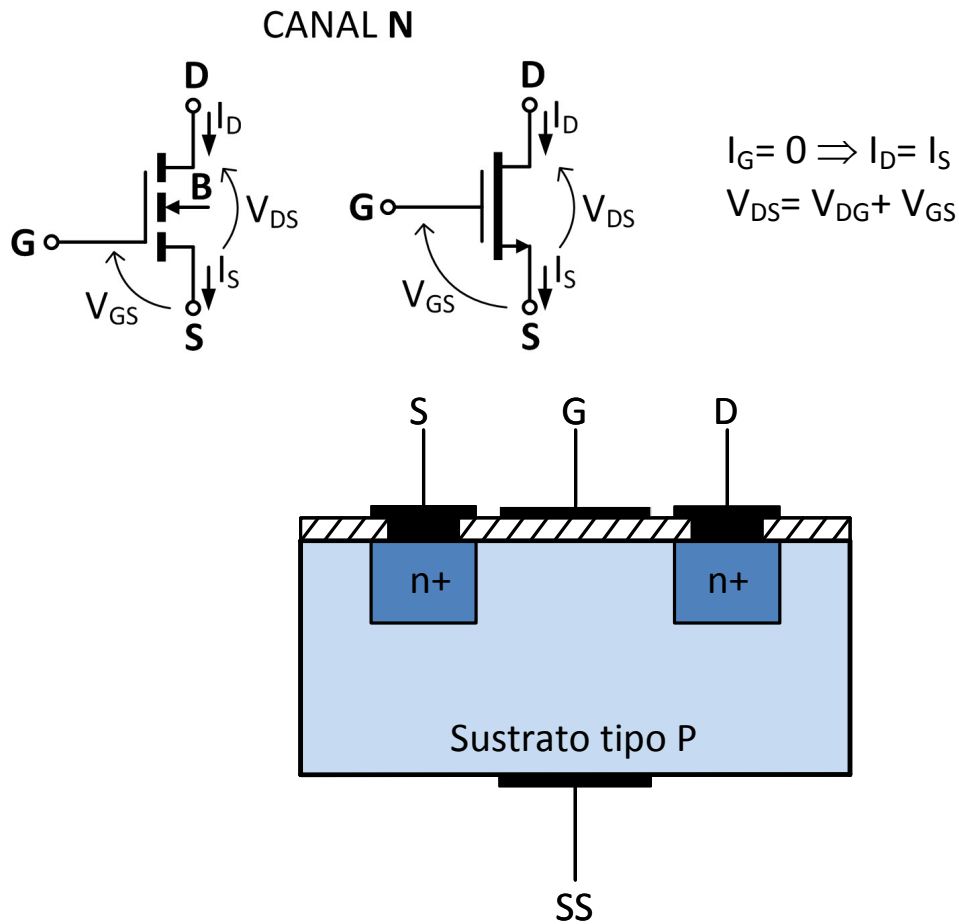 CANAL N
D
I_D
B
V_DS
G
V_GS
I_S
S
D
I_D
G
V_DS
V_GS
I_S
S
I_G= 0 ⇒ I_D= I_S
V_DS= V_DG+ V_GS
S G D
n+ n+
Sustrato tipo P
SS